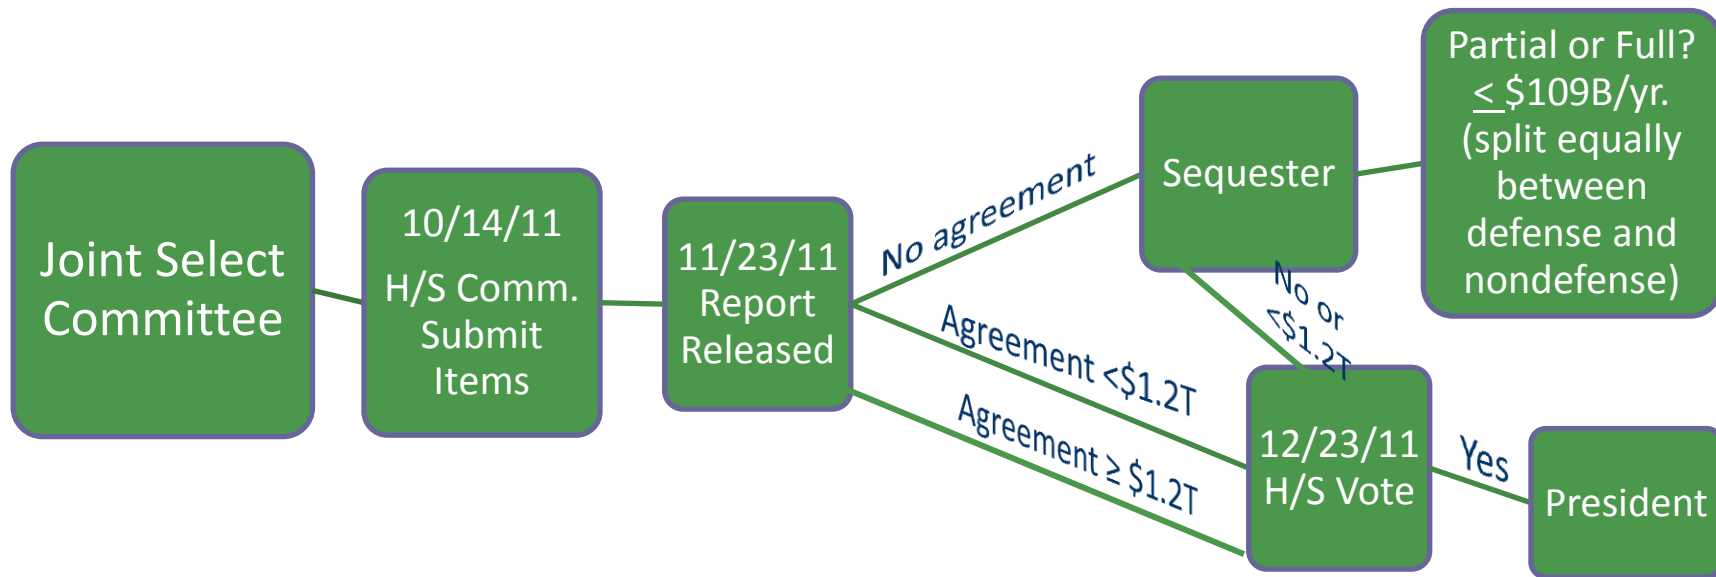 Joint Select
Committee
10/14/11
H/S Comm.
Submit
Items
11/23/11
Report
Released
No agreement
Agreement <$1.2T
Agreement ≥ $1.2T
Sequester
No or
<$1.2T
Partial or Full?
< $109B/yr.
(split equally
between
defense and
nondefense)
12/23/11
H/S Vote
Yes
President